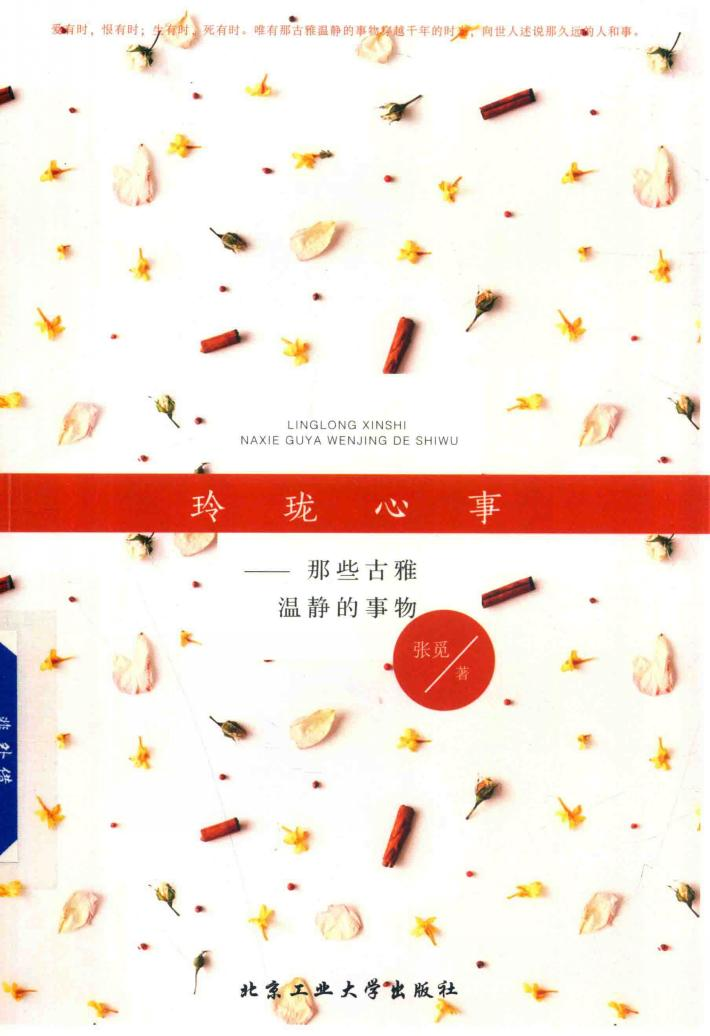 爱有时，恨有时；生有时、死有时。唯有那古雅温静的事物穿越千年的时光，向世人述说那久远的人和事。
LINGLONG XINSHI
NAXIE GUYA WENJING DE SHIWU
玲珑心事
—— 那些古雅
温静的事物
张觅／著
北京工业大学出版社